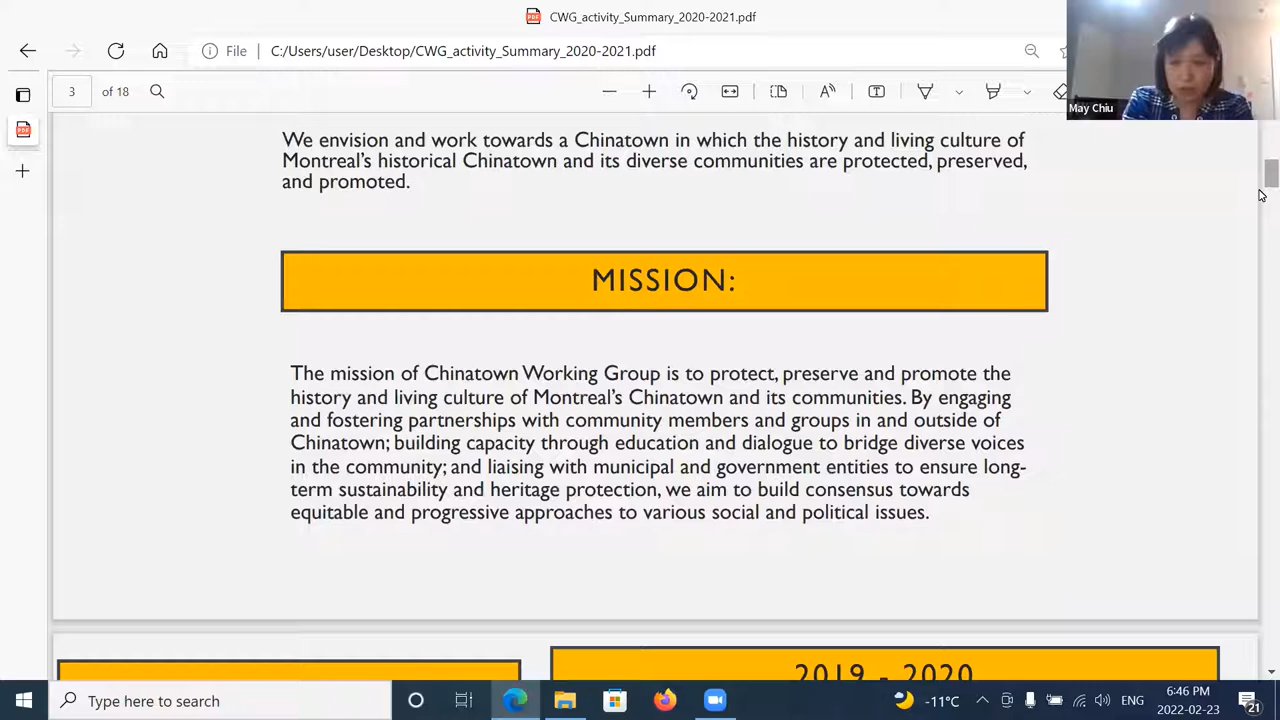 CWG_activity_Summary_2020-2021.pdf
File C:/Users/user/Desktop/CWG_activity_Summary_2020-2021.pdf
3 of 18
May Chiu
We envision and work towards a Chinatown in which the history and living culture of
Montreal's historical Chinatown and its diverse communities are protected, preserved,
and promoted.
MISSION:
The mission of Chinatown Working Group is to protect, preserve and promote the
history and living culture of Montreal's Chinatown and its communities. By engaging
and fostering partnerships with community members and groups in and outside of
Chinatown; building capacity through education and dialogue to bridge diverse voices
in the community; and liaising with municipal and government entities to ensure long-
term sustainability and heritage protection, we aim to build consensus towards
equitable and progressive approaches to various social and political issues.
2019 - 2020
Type here to search
-11°C
ENG
6:46 PM
2022-02-23
21